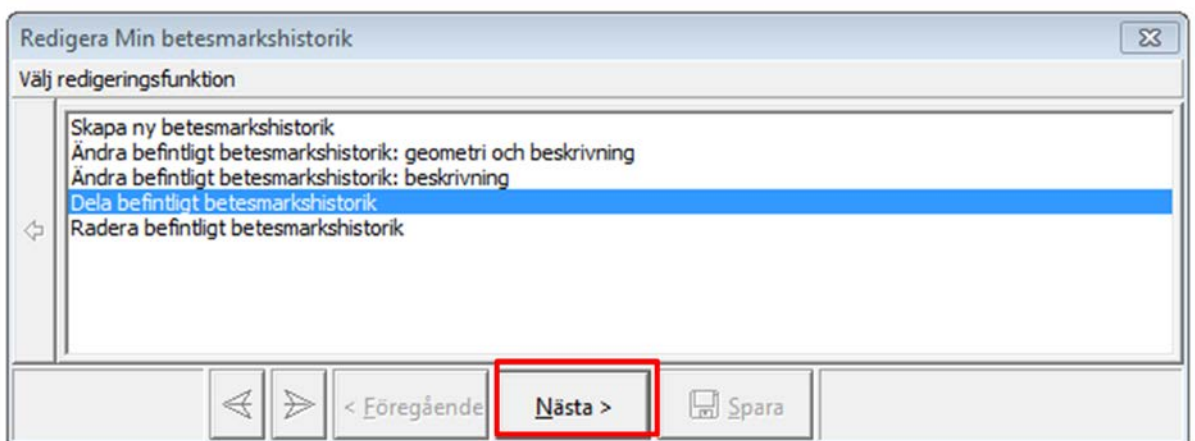 Redigera Min betesmarkshistorik
Välj redigeringsfunktion
Skapa ny betesmarkshistorik
Ändra befintligt betesmarkshistorik: geometri och beskrivning
Ändra befintligt betesmarkshistorik: beskrivning
Dela befintligt betesmarkshistorik
Radera befintligt betesmarkshistorik
< Föregående Nästa > Spara